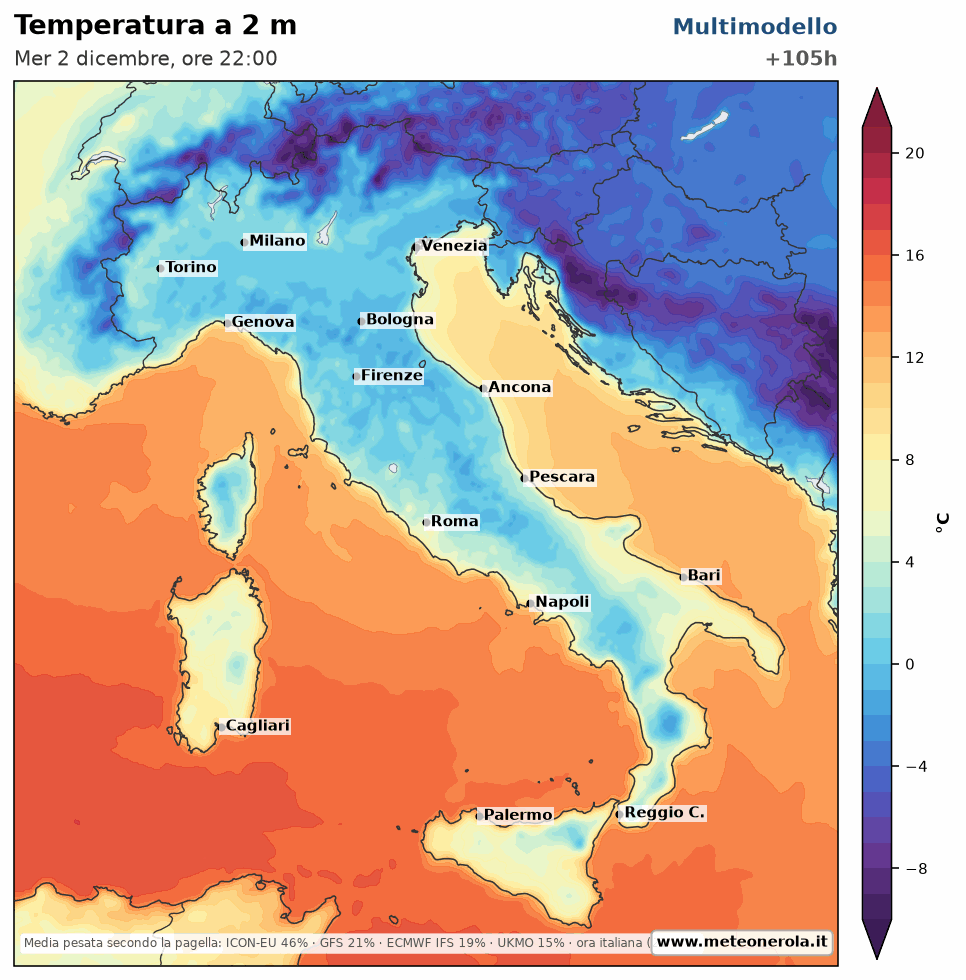 Temperatura a 2 m
Multimodello
Mer 2 dicembre, ore 22:00
+105h
20
16
12
8
4
0
−4
−8
°C
Milano
Venezia
Torino
Genova
Bologna
Firenze
Ancona
Pescara
Roma
Bari
Napoli
Cagliari
Palermo
Reggio C.
Media pesata secondo la pagella: ICON-EU 46% · GFS 21% · ECMWF IFS 19% · UKMO 15% · ora italiana (
www.meteonerola.it